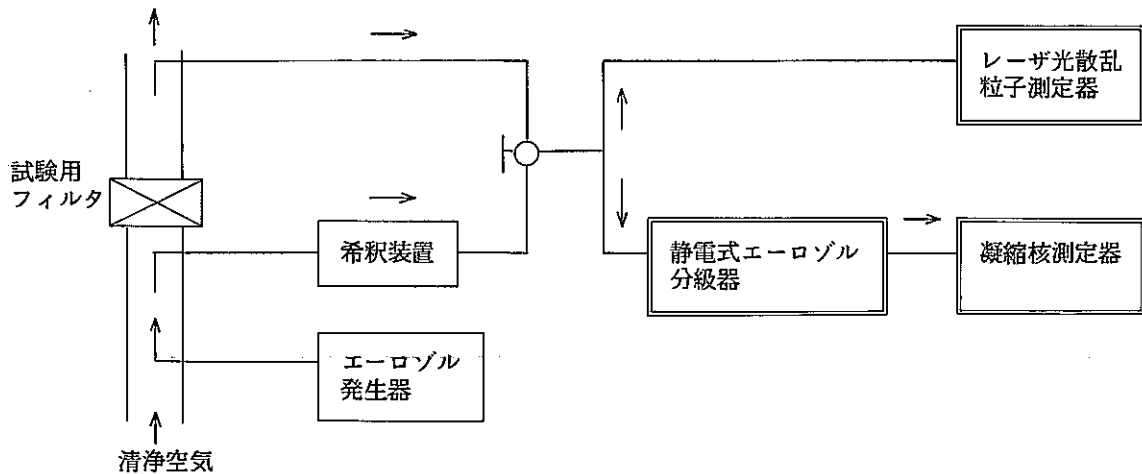 レーザ光散乱
粒子測定器
試験用
フィルタ
希釈装置
静電式エーロゾル
分級器
凝縮核測定器
エーロゾル
発生器
清浄空気